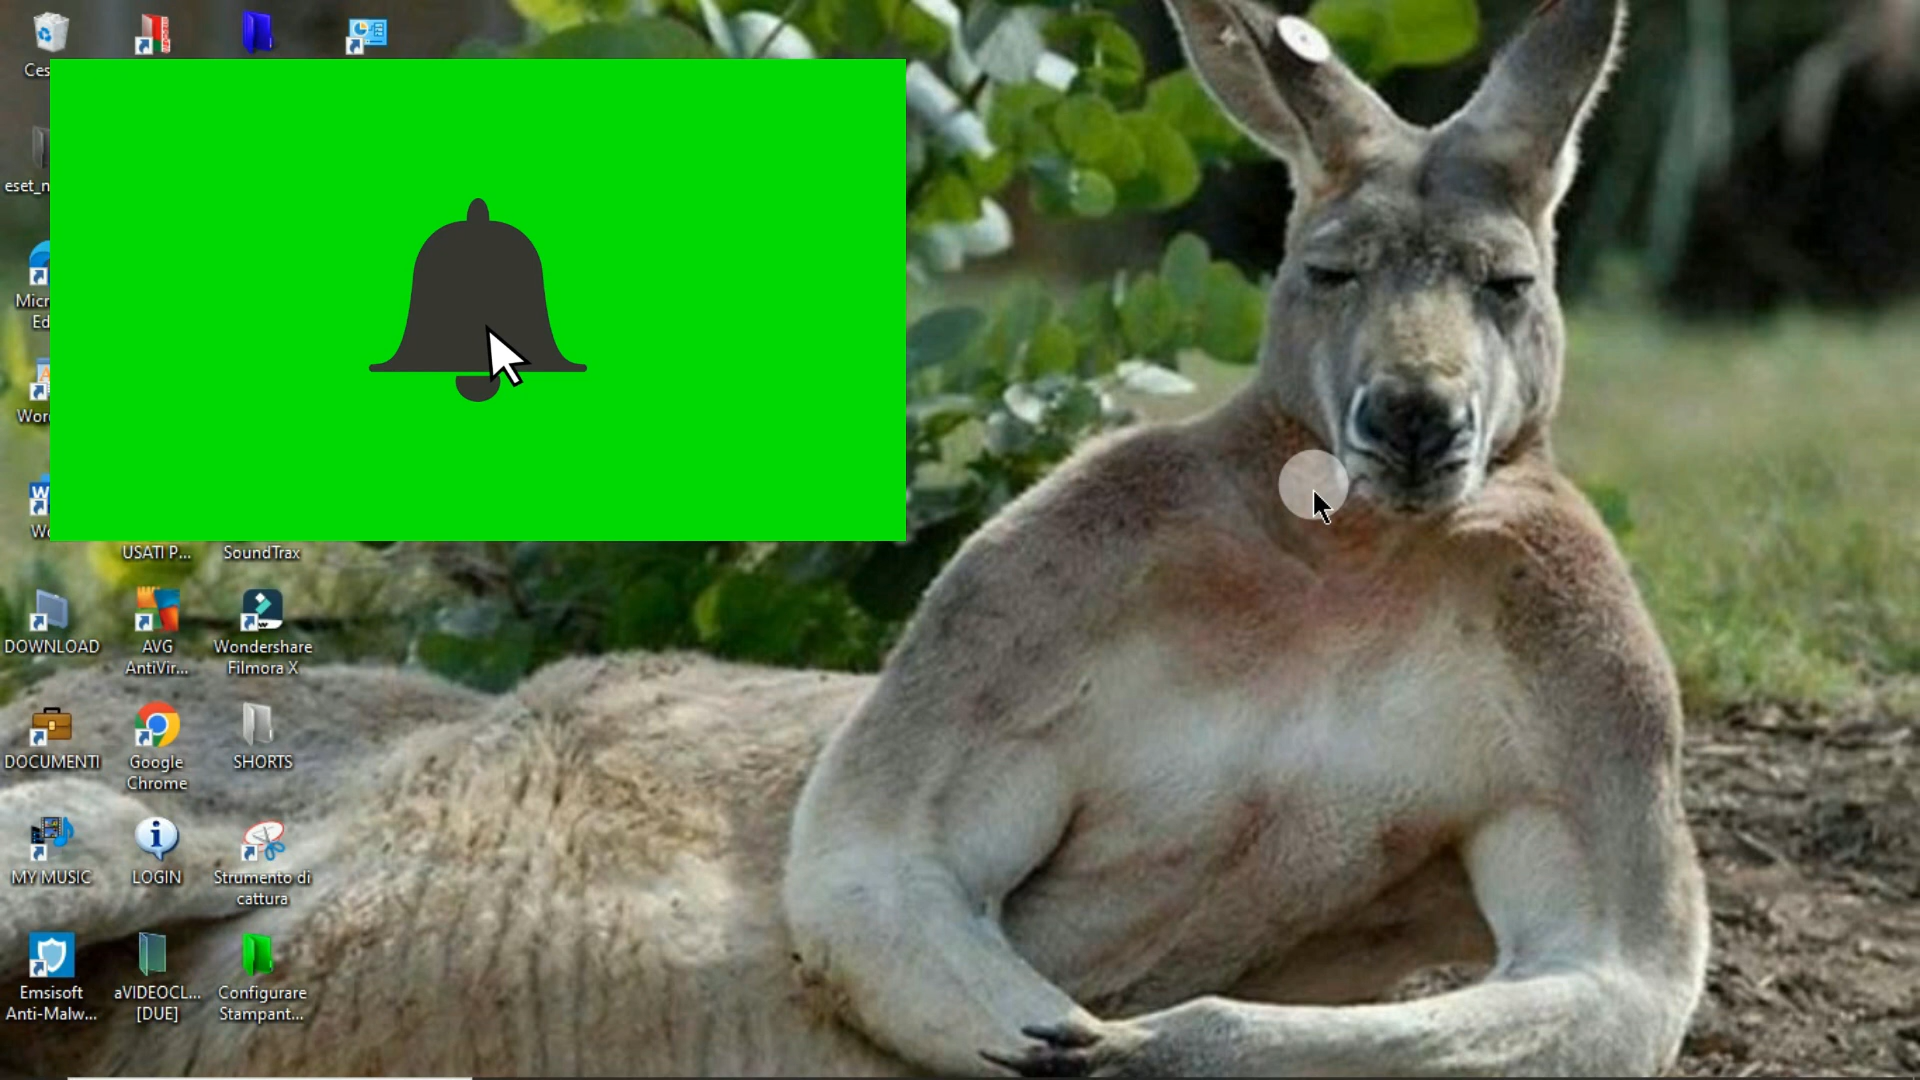 Ces
eset_n
Micr
Ed
Wor
USATI P...
SoundTrax
DOWNLOAD
AVG
AntiVir...
Wondershare
Filmora X
DOCUMENTI
Google
Chrome
SHORTS
MY MUSIC
LOGIN
Strumento di
cattura
Emsisoft
Anti-Malw...
aVIDEOCL...
[DUE]
Configurare
Stampant...